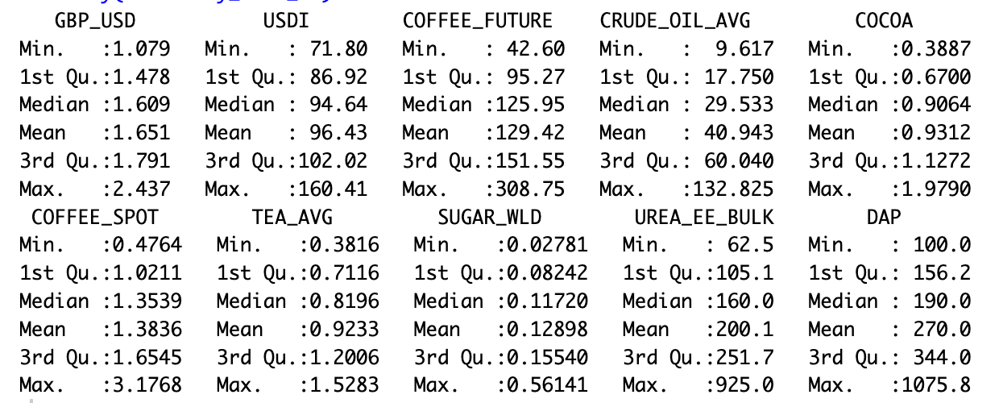 GBP_USD USDI COFFEE_FUTURE CRUDE_OIL_AVG COCOA
Min. :1.079 Min. : 71.80 Min. : 42.60 Min. : 9.617 Min. :0.3887
1st Qu.:1.478 1st Qu.: 86.92 1st Qu.: 95.27 1st Qu.: 17.750 1st Qu.:0.6700
Median :1.609 Median : 94.64 Median :125.95 Median : 29.533 Median :0.9064
Mean :1.651 Mean : 96.43 Mean :129.42 Mean : 40.943 Mean :0.9312
3rd Qu.:1.791 3rd Qu.:102.02 3rd Qu.:151.55 3rd Qu.: 60.040 3rd Qu.:1.1272
Max. :2.437 Max. :160.41 Max. :308.75 Max. :132.825 Max. :1.9790
COFFEE_SPOT TEA_AVG SUGAR_WLD UREA_EE_BULK DAP
Min. :0.4764 Min. :0.3816 Min. :0.02781 Min. : 62.5 Min. : 100.0
1st Qu.:1.0211 1st Qu.:0.7116 1st Qu.:0.08242 1st Qu.:105.1 1st Qu.: 156.2
Median :1.3539 Median :0.8196 Median :0.11720 Median :160.0 Median : 190.0
Mean :1.3836 Mean :0.9233 Mean :0.12898 Mean :200.1 Mean : 270.0
3rd Qu.:1.6545 3rd Qu.:1.2006 3rd Qu.:0.15540 3rd Qu.:251.7 3rd Qu.: 344.0
Max. :3.1768 Max. :1.5283 Max. :0.56141 Max. :925.0 Max. :1075.8